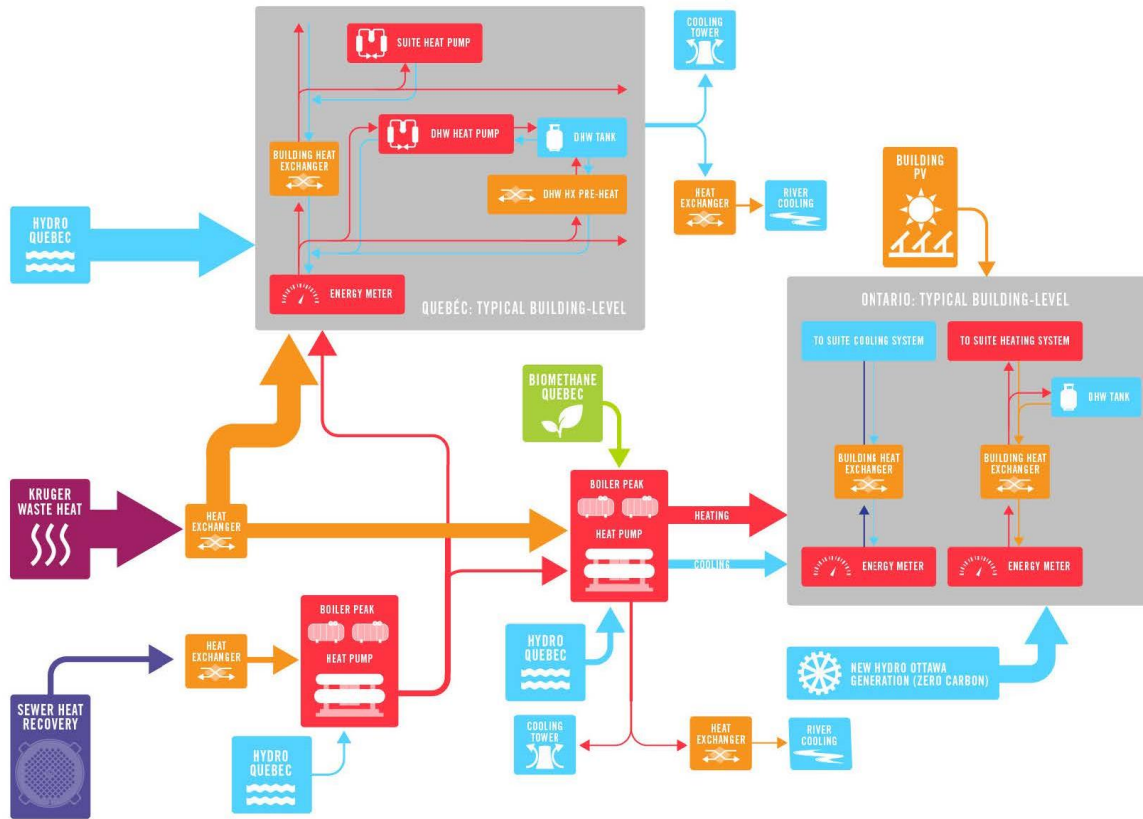 SUITE HEAT PUMP
COOLING
TOWER
DHW HEAT PUMP
DHW TANK
BUILDING HEAT
EXCHANGER
DHW HX PRE-HEAT
HEAT
EXCHANGER
RIVER
COOLING
BUILDING
PV
HYDRO
QUEBEC
ENERGY METER
QUEBÉC: TYPICAL BUILDING-LEVEL
ONTARIO: TYPICAL BUILDING-LEVEL
TO SUITE COOLING SYSTEM
TO SUITE HEATING SYSTEM
DHW TANK
BIOMETHANE
QUEBEC
BUILDING HEAT
EXCHANGER
BUILDING HEAT
EXCHANGER
KRUGER
WASTE HEAT
HEAT
EXCHANGER
BOILER PEAK
HEAT PUMP
HEATING
COOLING
ENERGY METER
ENERGY METER
BOILER PEAK
HEAT PUMP
HEAT
EXCHANGER
HYDRO
QUEBEC
NEW HYDRO OTTAWA
GENERATION (ZERO CARBON)
SEWER HEAT
RECOVERY
HYDRO
QUEBEC
COOLING
TOWER
HEAT
EXCHANGER
RIVER
COOLING